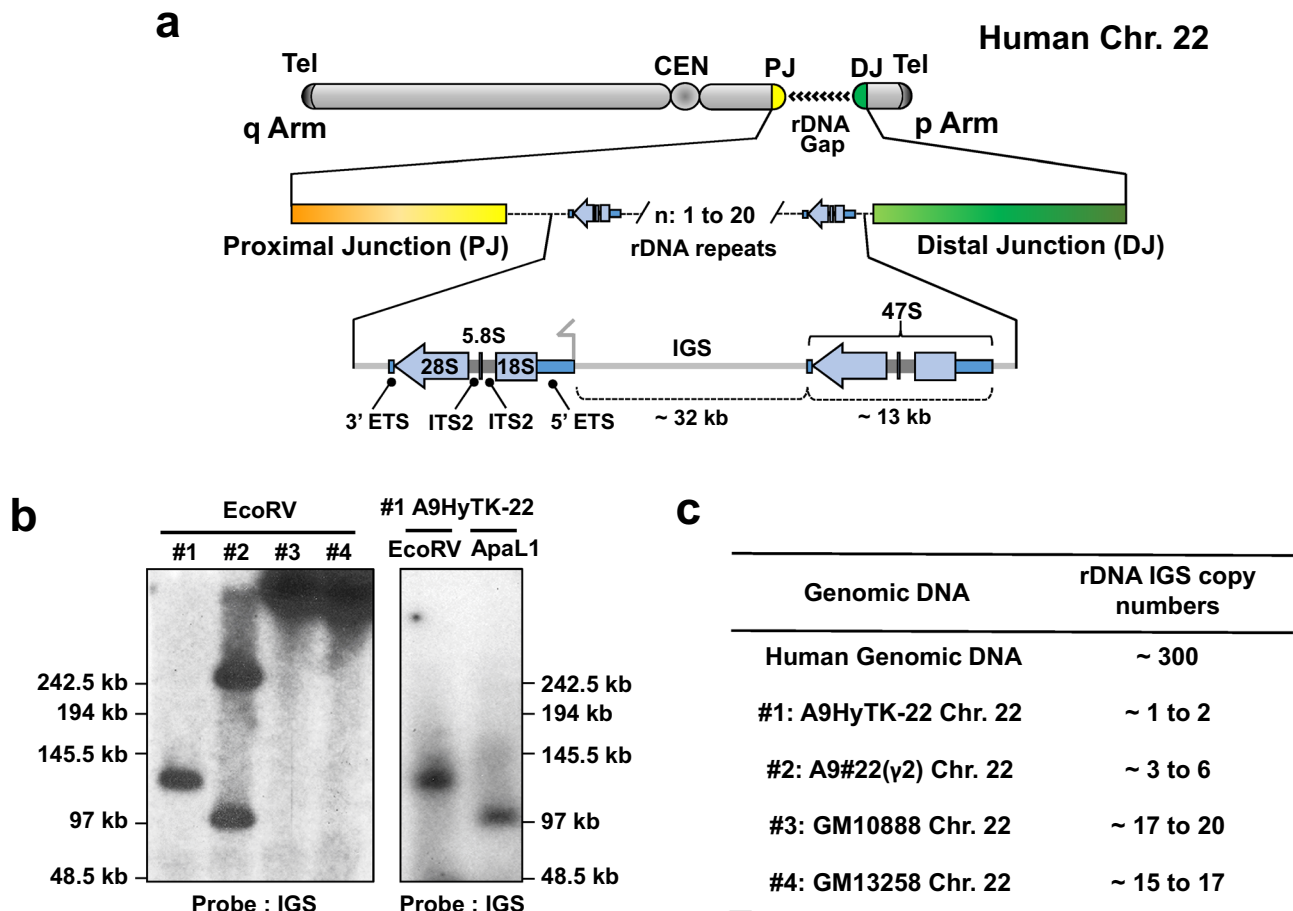 a
Human Chr. 22
Tel
CEN
PJ
DJ
Tel
q Arm
rDNA
Gap
p Arm
n: 1 to 20
Proximal Junction (PJ)
rDNA repeats
Distal Junction (DJ)
47S
5.8S
IGS
28S
18S
3’ ETS
ITS2
ITS2
5’ ETS
~ 32 kb
~ 13 kb
b
EcoRV
#1 #2 #3 #4
242.5 kb
194 kb
145.5 kb
97 kb
48.5 kb
Probe : IGS
#1 A9HyTK-22
EcoRV ApaL1
242.5 kb
194 kb
145.5 kb
97 kb
48.5 kb
Probe : IGS
c
Genomic DNA
rDNA IGS copy
numbers
Human Genomic DNA ~ 300
#1: A9HyTK-22 Chr. 22 ~ 1 to 2
#2: A9#22(γ2) Chr. 22 ~ 3 to 6
#3: GM10888 Chr. 22 ~ 17 to 20
#4: GM13258 Chr. 22 ~ 15 to 17